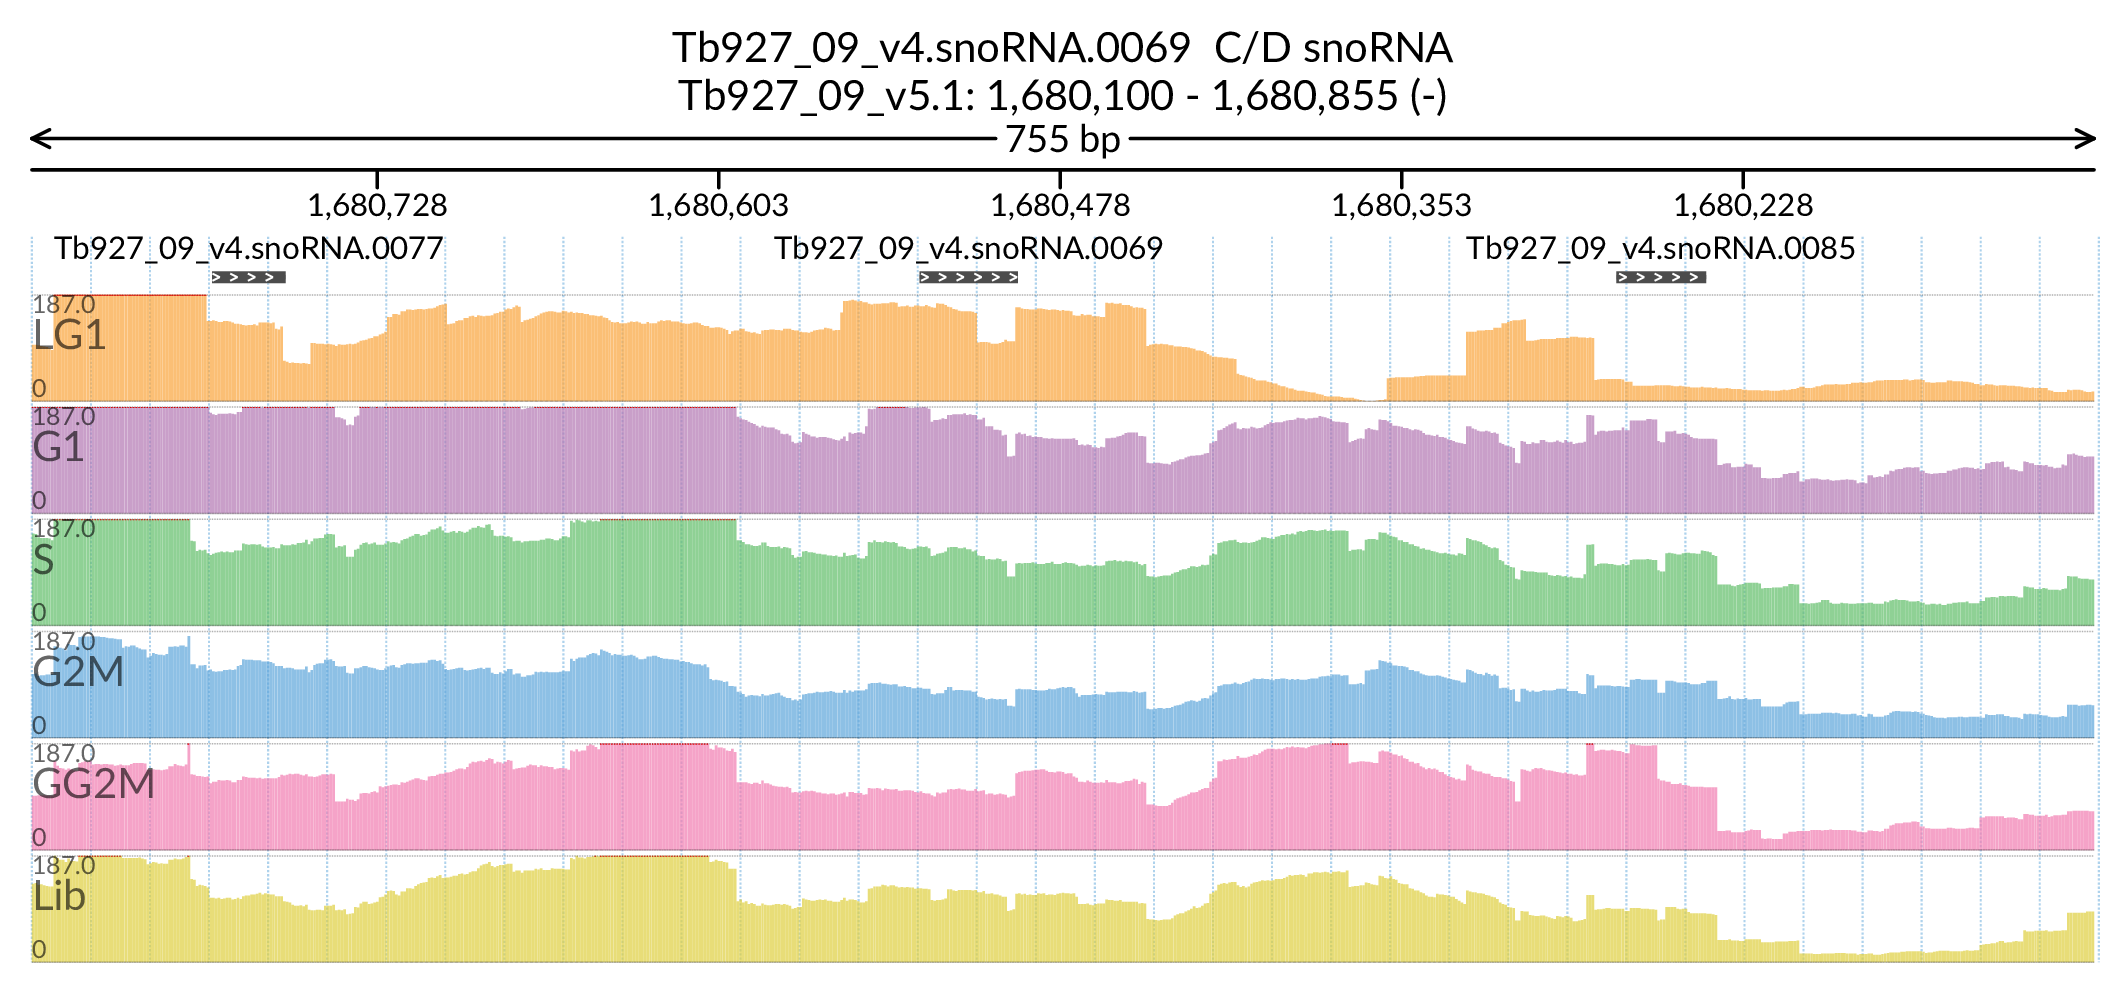 Tb927_09_v4.snoRNA.0069 C/D snoRNA
Tb927_09_v5.1: 1,680,100 - 1,680,855 (-)
755 bp
1,680,728 1,680,603 1,680,478 1,680,353 1,680,228
Tb927_09_v4.snoRNA.0077 Tb927_09_v4.snoRNA.0069 Tb927_09_v4.snoRNA.0085
187.0
LG1
0
187.0
G1
0
187.0
S
0
187.0
G2M
0
187.0
GG2M
0
187.0
Lib
0